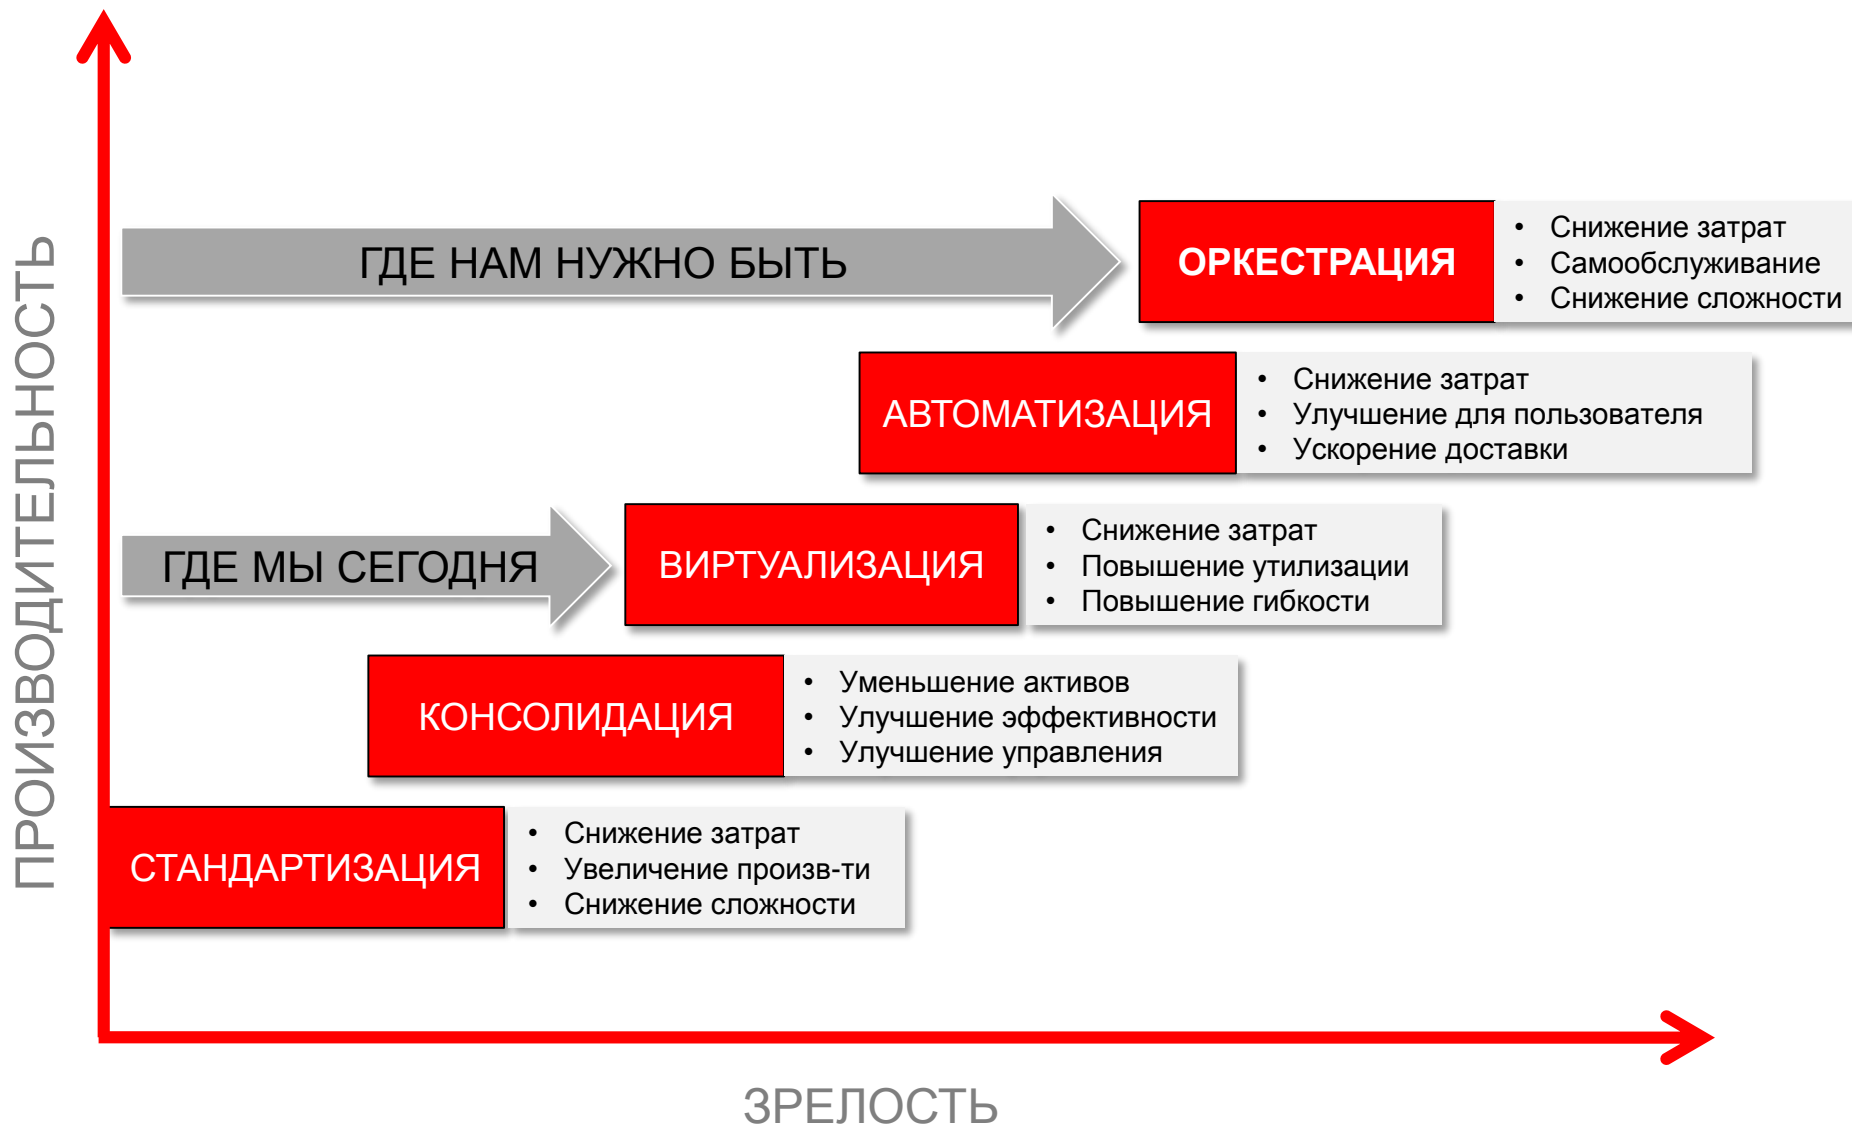 ПРОИЗВОДИТЕЛЬНОСТЬ
ГДЕ НАМ НУЖНО БЫТЬ
ОРКЕСТРАЦИЯ
• Снижение затрат
• Самообслуживание
• Снижение сложности
АВТОМАТИЗАЦИЯ
• Снижение затрат
• Улучшение для пользователя
• Ускорение доставки
ГДЕ МЫ СЕГОДНЯ
ВИРТУАЛИЗАЦИЯ
• Снижение затрат
• Повышение утилизации
• Повышение гибкости
КОНСОЛИДАЦИЯ
• Уменьшение активов
• Улучшение эффективности
• Улучшение управления
СТАНДАРТИЗАЦИЯ
• Снижение затрат
• Увеличение произв-ти
• Снижение сложности
ЗРЕЛОСТЬ